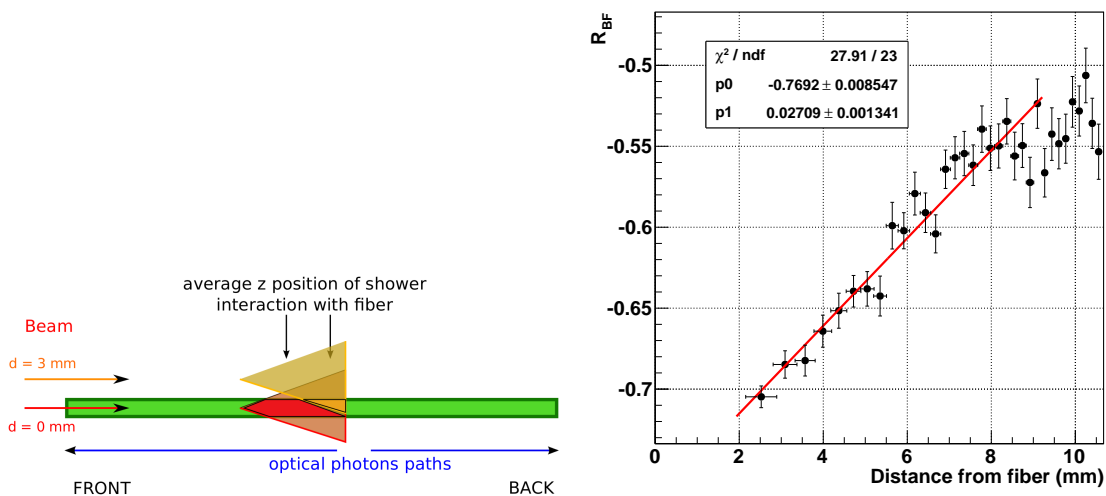 average z position of shower
interaction with fiber
Beam
d = 3 mm
d = 0 mm
optical photons paths
FRONT
BACK
R_BF
χ² / ndf 27.91 / 23
p0 -0.7692 ± 0.008547
p1 0.02709 ± 0.001341
-0.5
-0.55
-0.6
-0.65
-0.7
0 2 4 6 8 10
Distance from fiber (mm)